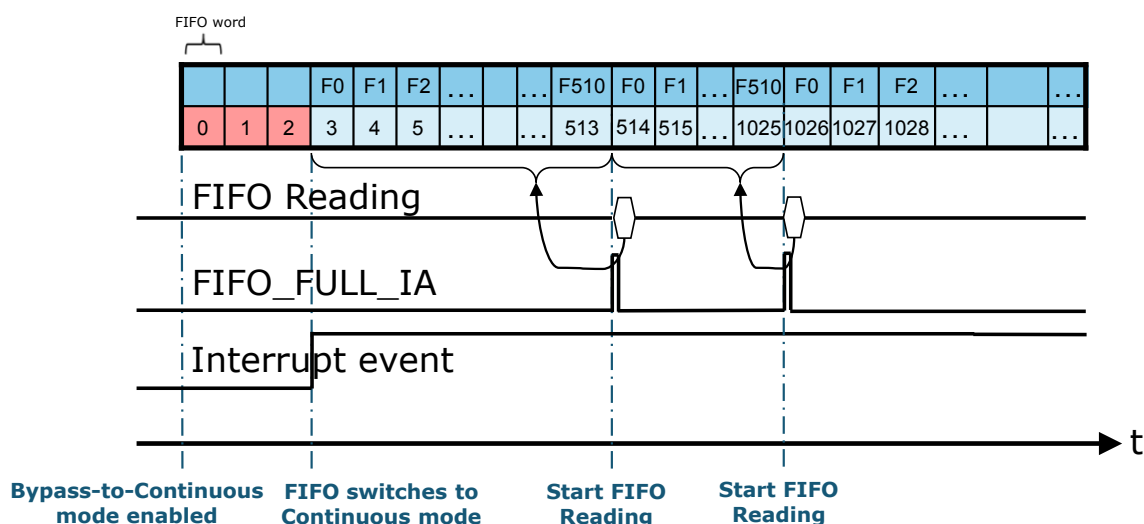 FIFO word
F0 F1 F2 ... ... F510 F0 F1 ... F510 F0 F1 F2 ... ...
0 1 2 3 4 5 ... ... 513 514 515 ... 1025 1026 1027 1028 ... ...
FIFO Reading
FIFO_FULL_IA
Interrupt event
t
Bypass-to-Continuous
mode enabled
FIFO switches to
Continuous mode
Start FIFO
Reading
Start FIFO
Reading